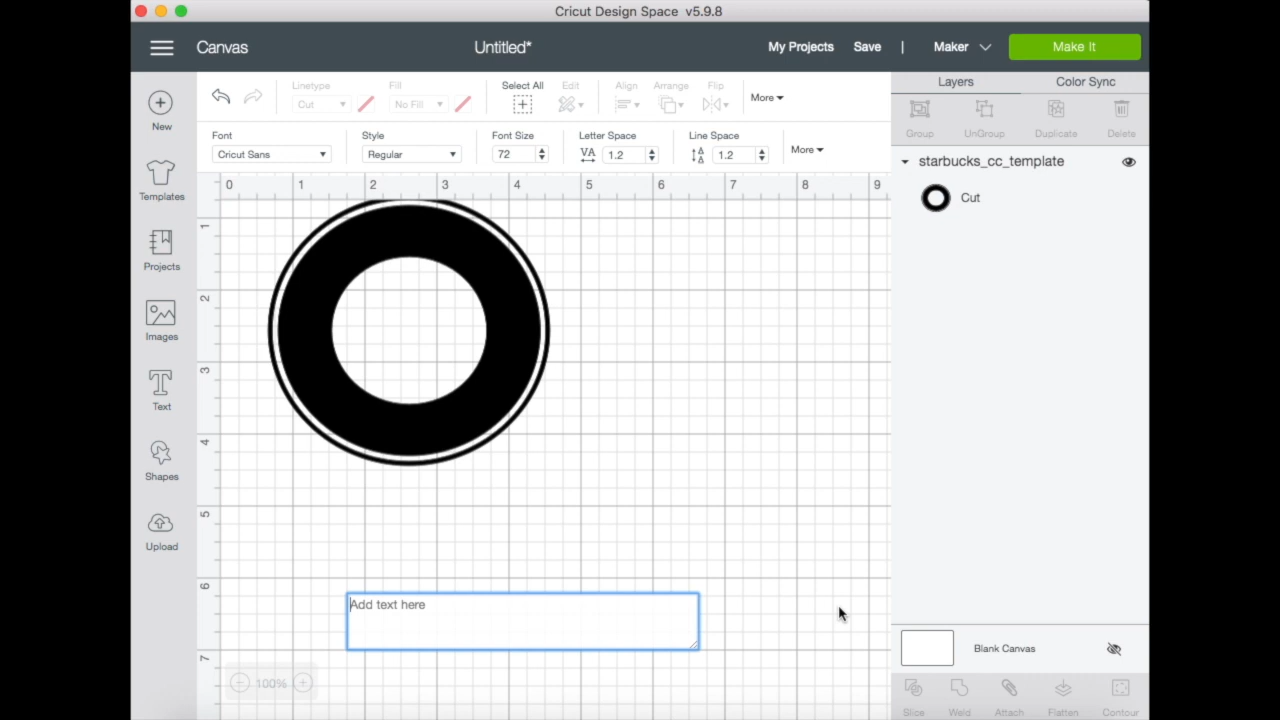 Cricut Design Space v5.9.8
Canvas
Untitled*
My Projects
Save
|
Maker
Make It
New
Templates
Projects
Images
Text
Shapes
Upload
Linetype
Cut
Fill
No Fill
Select All
Edit
Align
Arrange
Flip
More
Font
Cricut Sans
Style
Regular
Font Size
72
Letter Space
VA 1.2
Line Space
1.2
More
0 1 2 3 4 5 6 7 8 9
1
2
3
4
5
6
7
Add text here
100%
Layers
Color Sync
Group
UnGroup
Duplicate
Delete
starbucks_cc_template
Cut
Blank Canvas
Slice
Weld
Attach
Flatten
Contour